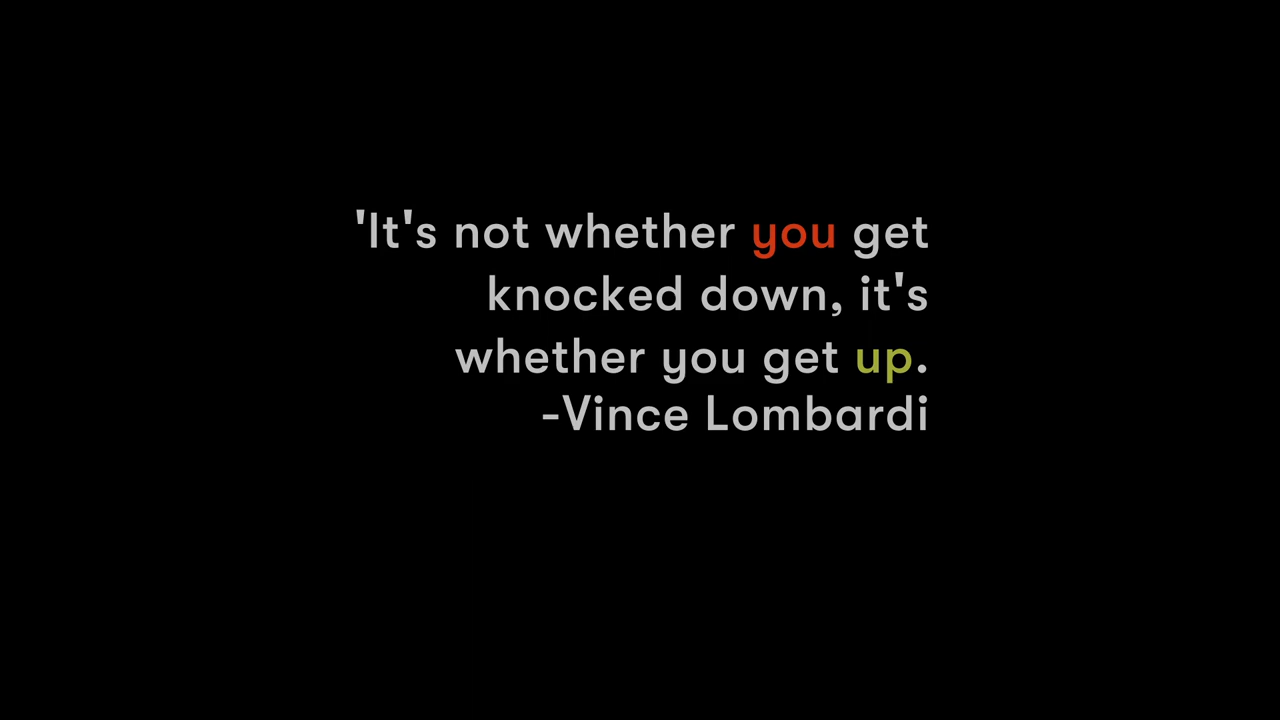 'It's not whether you get
knocked down, it's
whether you get up.
-Vince Lombardi